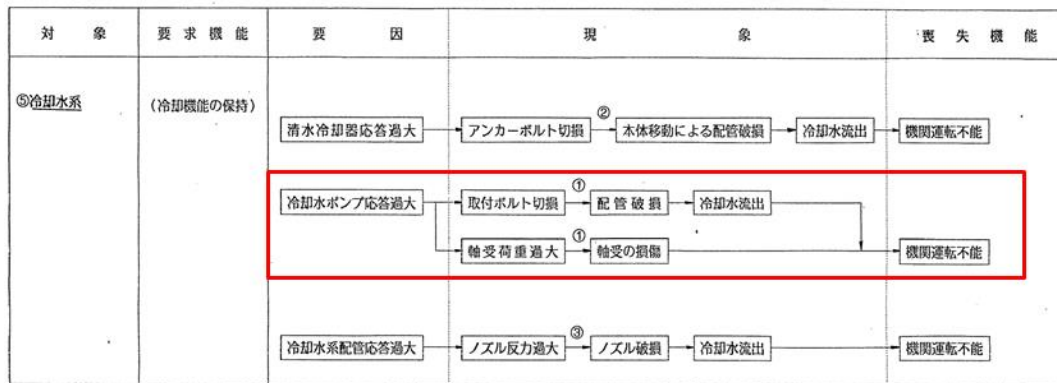 対象 要求機能 要因 現象 喪失機能
⑤冷却水系 (冷却機能の保持)
清水冷却器応答過大 アンカーボルト切損 ② 本体移動による配管破損 冷却水流出 機関運転不能
冷却水ポンプ応答過大 取付ボルト切損 ① 配管破損 冷却水流出
軸受荷重過大 ① 軸受の損傷 機関運転不能
冷却水系配管応答過大 ノズル反力過大 ③ ノズル破損 冷却水流出 機関運転不能